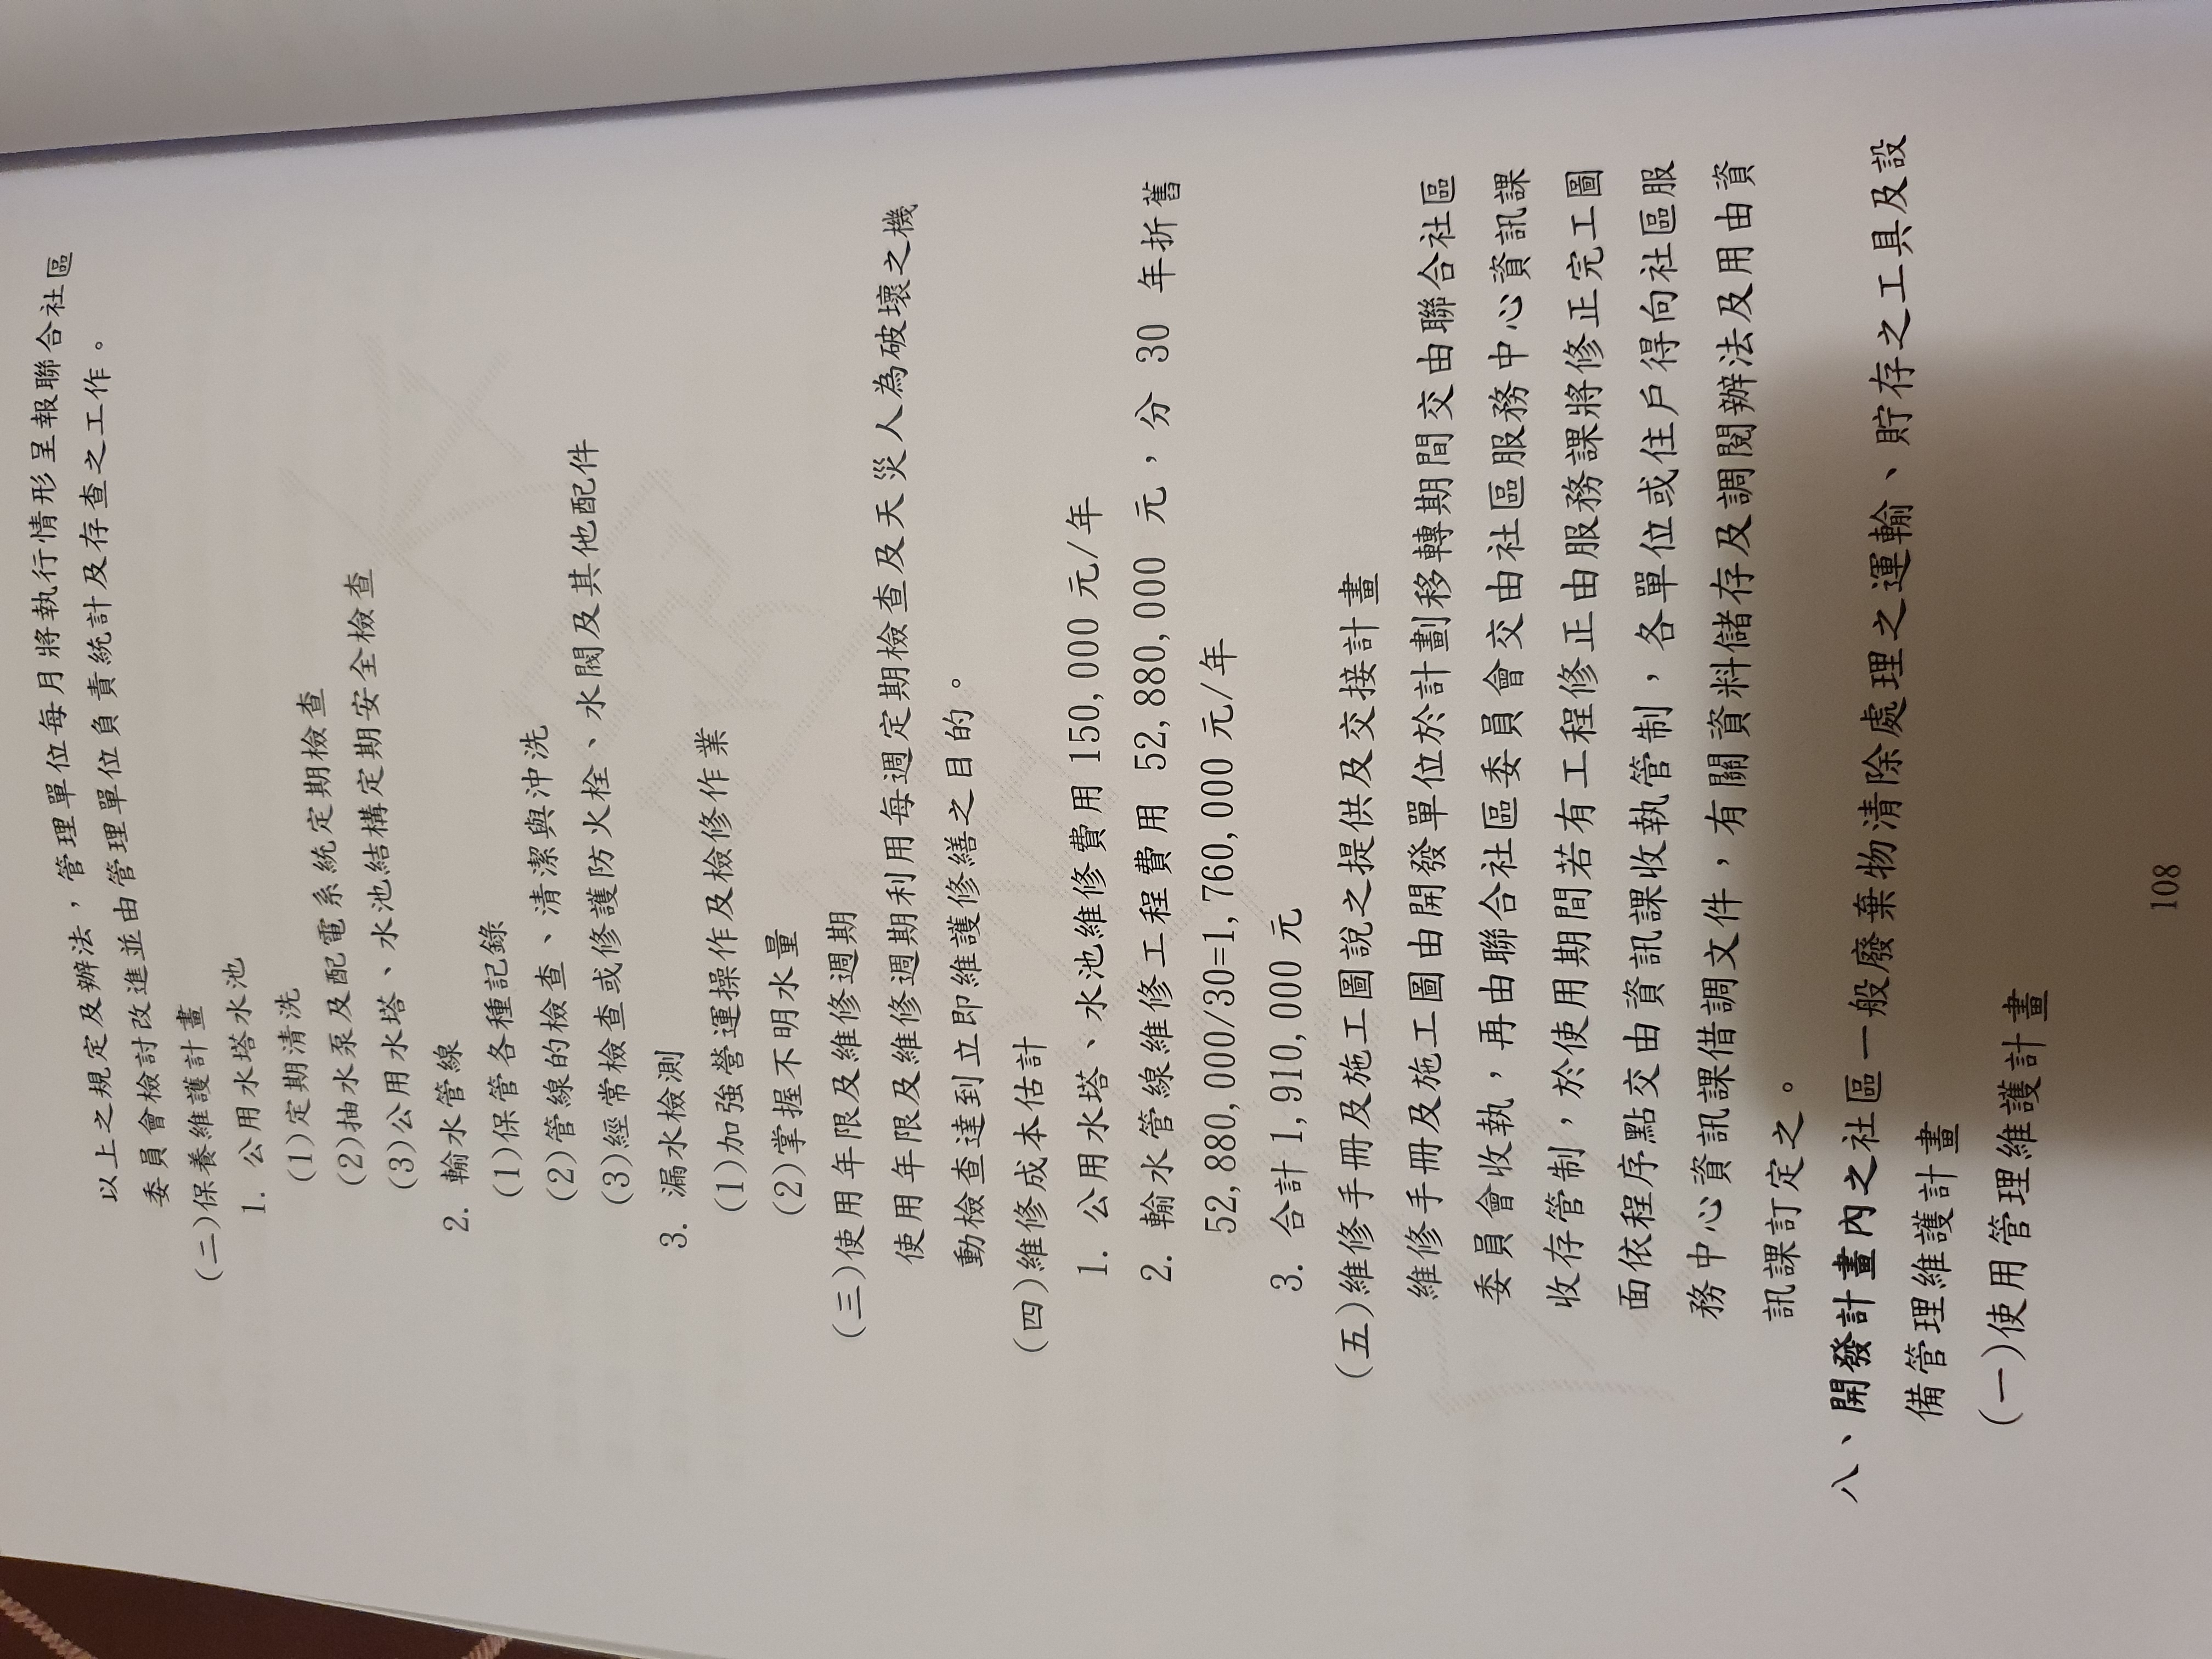 以上之規定及辦法，管理單位每月將執行情形呈報聯合社區
委員會檢討改進並由管理單位負責統計及存查之工作。
(二)保養維護計畫
1. 公用水塔水池
(1)定期清洗
(2)抽水泵及配電系統定期檢查
(3)公用水塔、水池結構定期安全檢查
2. 輸水管線
(1)保管各種記錄
(2)管線的檢查、清潔與沖洗
(3)經常檢查或修護防火栓、水閥及其他配件
3. 漏水檢測
(1)加強營運操作及檢修作業
(2)掌握不明水量
(三)使用年限及維修週期
使用年限及維修週期利用每週定期檢查及天災人為破壞之機
動檢查達到立即維護修繕之目的。
(四)維修成本估計
1. 公用水塔、水池維修費用 150,000 元/年
2. 輸水管線維修工程費用 52,880,000 元，分 30 年折舊
52,880,000/30=1,760,000 元/年
3. 合計 1,910,000 元
(五)維修手冊及施工圖說之提供及交接計畫
維修手冊及施工圖由開發單位於計劃移轉期間交由聯合社區
委員會收執，再由聯合社區委員會交由社區服務中心資訊課
收存管制，於使用期間若有工程修正由服務課將修正完工圖
面依程序點交由資訊課收執管制，各單位或住戶得向社區服
務中心資訊課借調文件，有關資料儲存及調閱辦法及用由資
訊課訂定之。
八、開發計畫內之社區一般廢棄物清除處理之運輸、貯存之工具及設
備管理維護計畫
(一)使用管理維護計畫
108